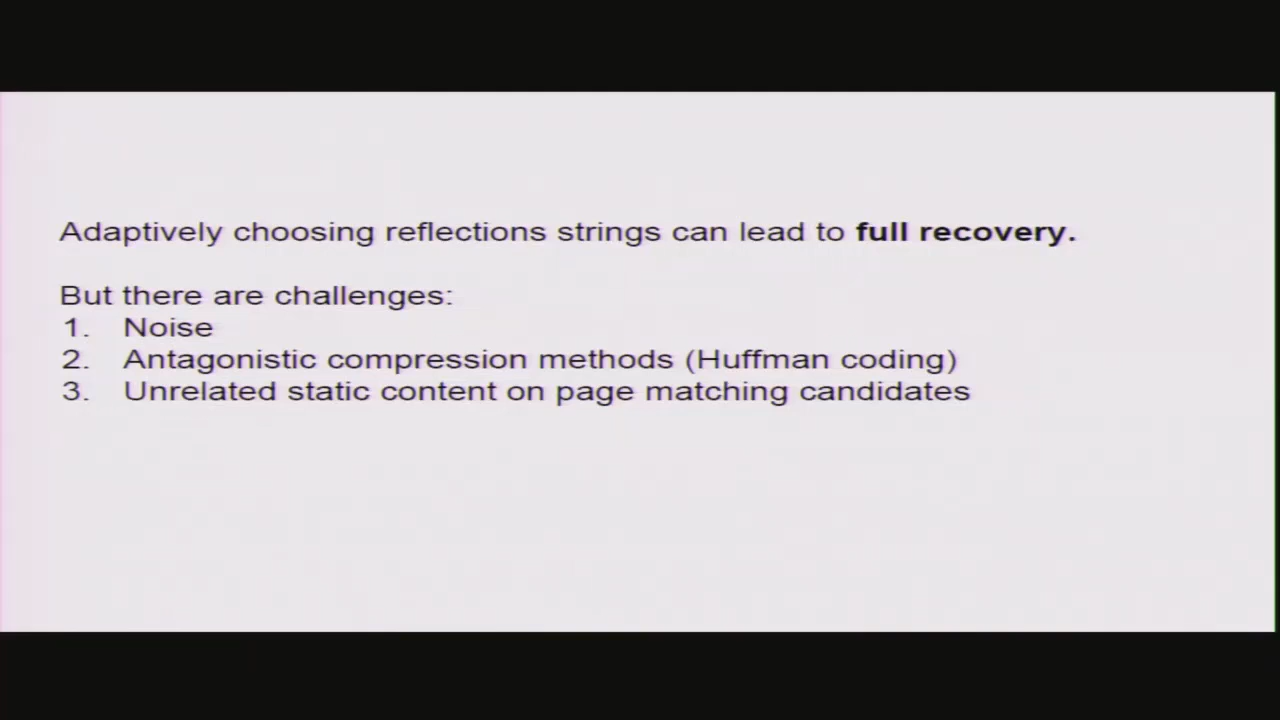 Adaptively choosing reflections strings can lead to full recovery.
But there are challenges:
1. Noise
2. Antagonistic compression methods (Huffman coding)
3. Unrelated static content on page matching candidates